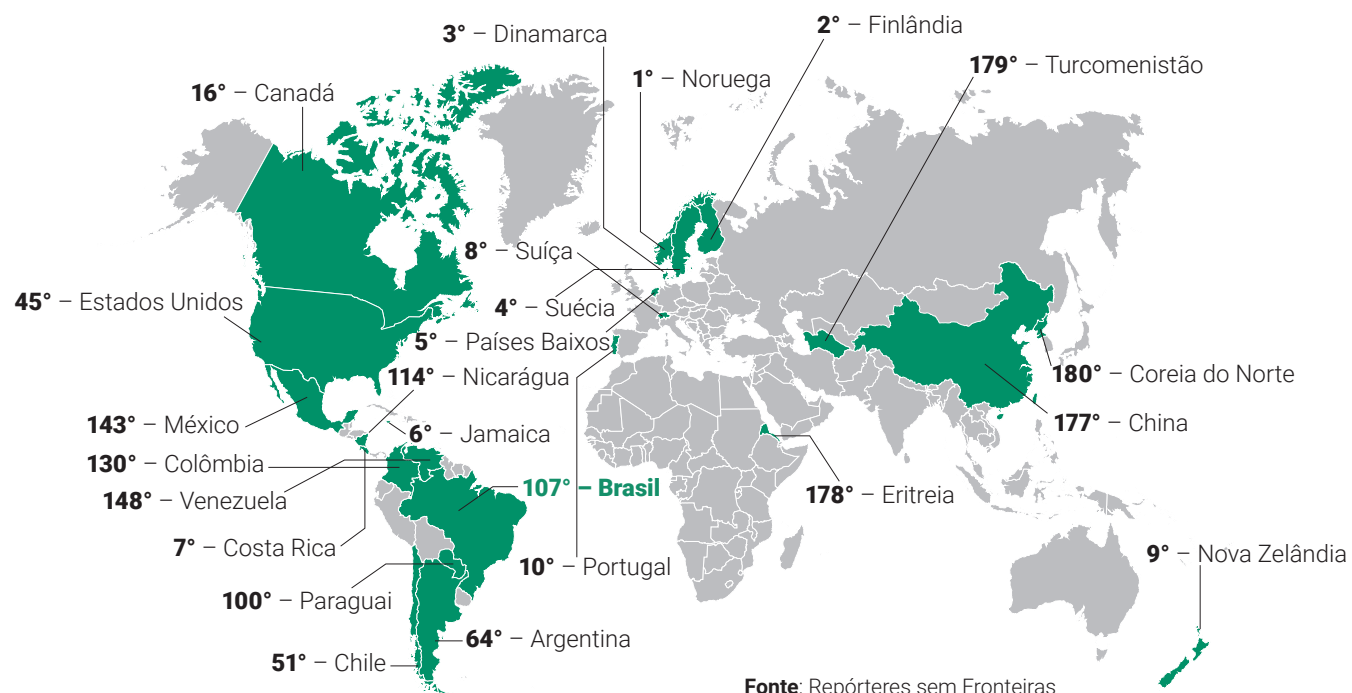 2° – Finlândia
3° – Dinamarca
179° – Turcomenistão
1° – Noruega
16° – Canadá
8° – Suíça
45° – Estados Unidos
4° – Suécia
5° – Países Baixos
114° – Nicarágua
180° – Coreia do Norte
143° – México
177° – China
6° – Jamaica
130° – Colômbia
107° – Brasil
178° – Eritreia
148° – Venezuela
7° – Costa Rica
9° – Nova Zelândia
10° – Portugal
100° – Paraguai
64° – Argentina
51° – Chile
Fonte: Repórteres sem Fronteiras